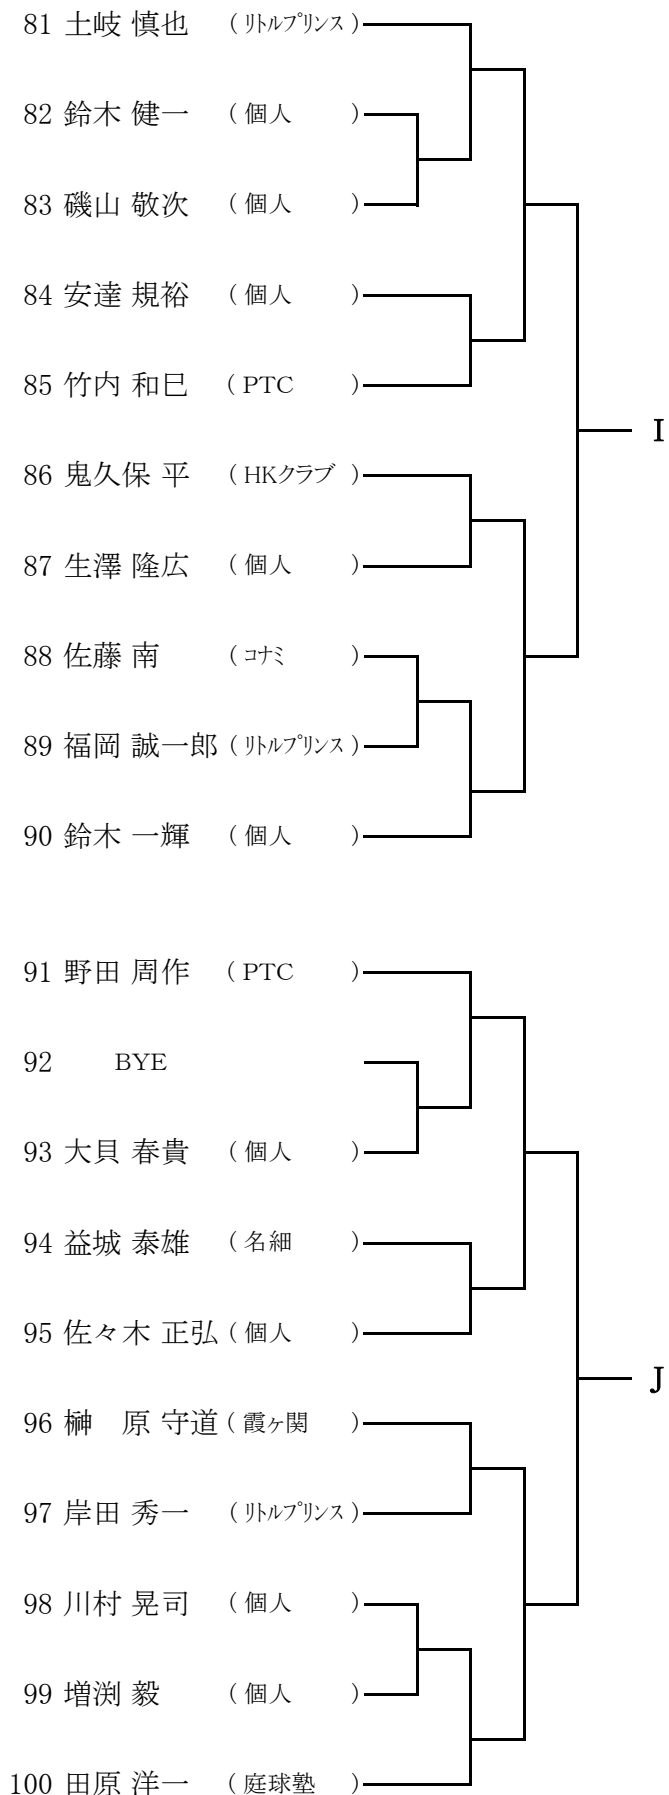 81 土岐 慎也 （ﾘﾄﾙﾌﾟﾘﾝｽ）
82 鈴木 健一 （個人）
83 磯山 敬次 （個人）
84 安達 規裕 （個人）
85 竹内 和巳 （PTC）
I
86 鬼久保 平 （HKクラブ）
87 生澤 隆広 （個人）
88 佐藤 南 （ｺﾅﾐ）
89 福岡 誠一郎（ﾘﾄﾙﾌﾟﾘﾝｽ）
90 鈴木 一輝 （個人）
91 野田 周作 （PTC）
92 BYE
93 大貝 春貴 （個人）
94 益城 泰雄 （名細）
95 佐々木 正弘（個人）
J
96 榊　原 守道（霞ヶ関）
97 岸田 秀一 （ﾘﾄﾙﾌﾟﾘﾝｽ）
98 川村 晃司 （個人）
99 増渕 毅 （個人）
100 田原 洋一 （庭球塾）